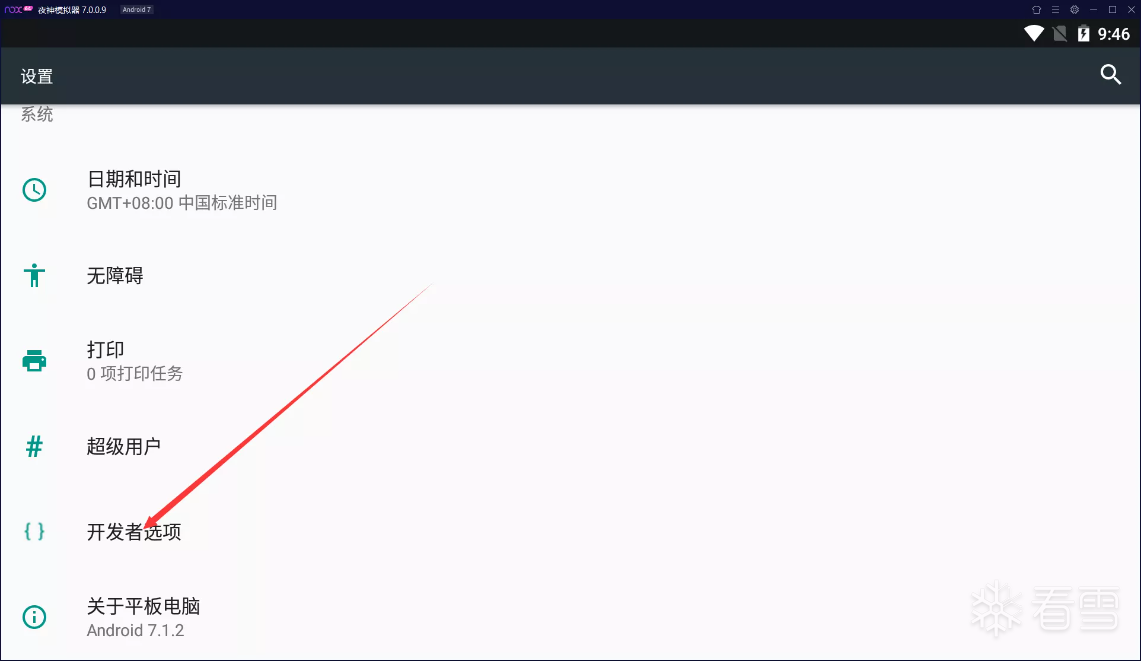 nox 夜神模拟器 7.0.0.9 Android 7
9:46
设置
系统
日期和时间
GMT+08:00 中国标准时间
无障碍
打印
0 项打印任务
超级用户
开发者选项
关于平板电脑
Android 7.1.2
看雪